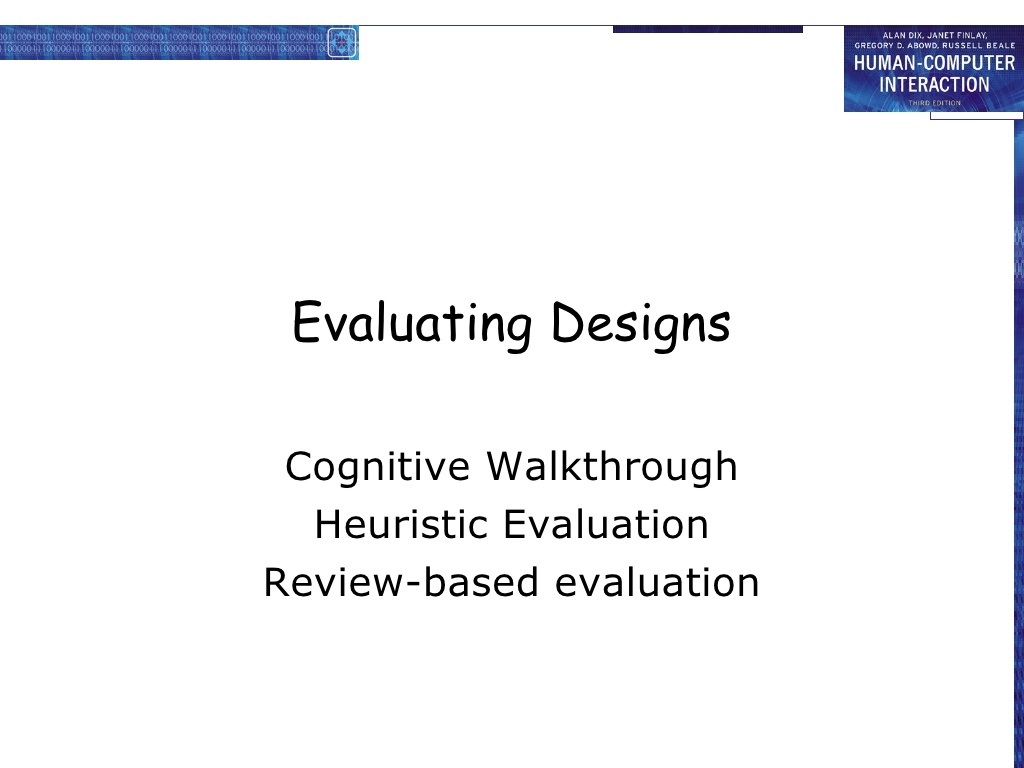 ALAN DIX, JANET FINLAY,
GREGORY D. ABOWD, RUSSELL BEALE
HUMAN-COMPUTER
INTERACTION
THIRD EDITION
Evaluating Designs
Cognitive Walkthrough
Heuristic Evaluation
Review-based evaluation